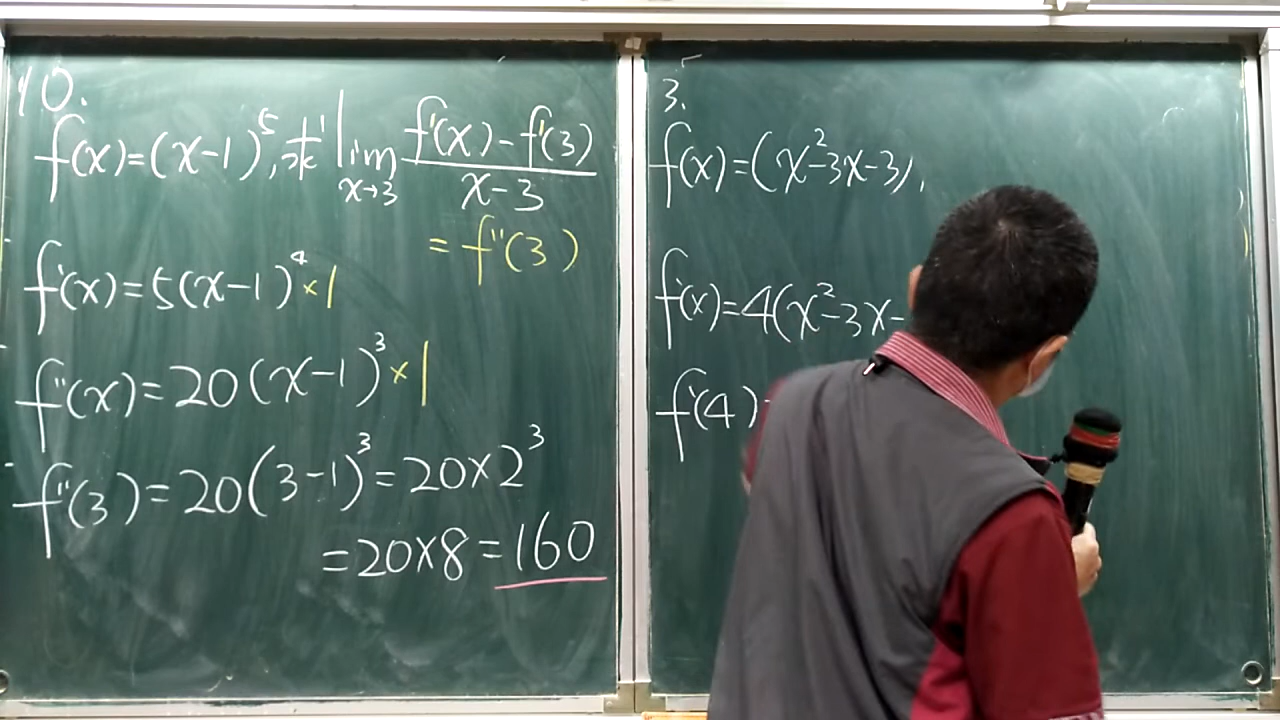 10.
f(x)=(x-1)^5, 求 lim_{x→3} (f'(x)-f'(3))/(x-3)
= f''(3)
f'(x)=5(x-1)^4×1
f''(x)=20(x-1)^3×1
f''(3)=20(3-1)^3=20×2^3
=20×8=160
3.
f(x)=(x^2-3x-3),
f'(x)=4(x^2-3x-
f'(4)